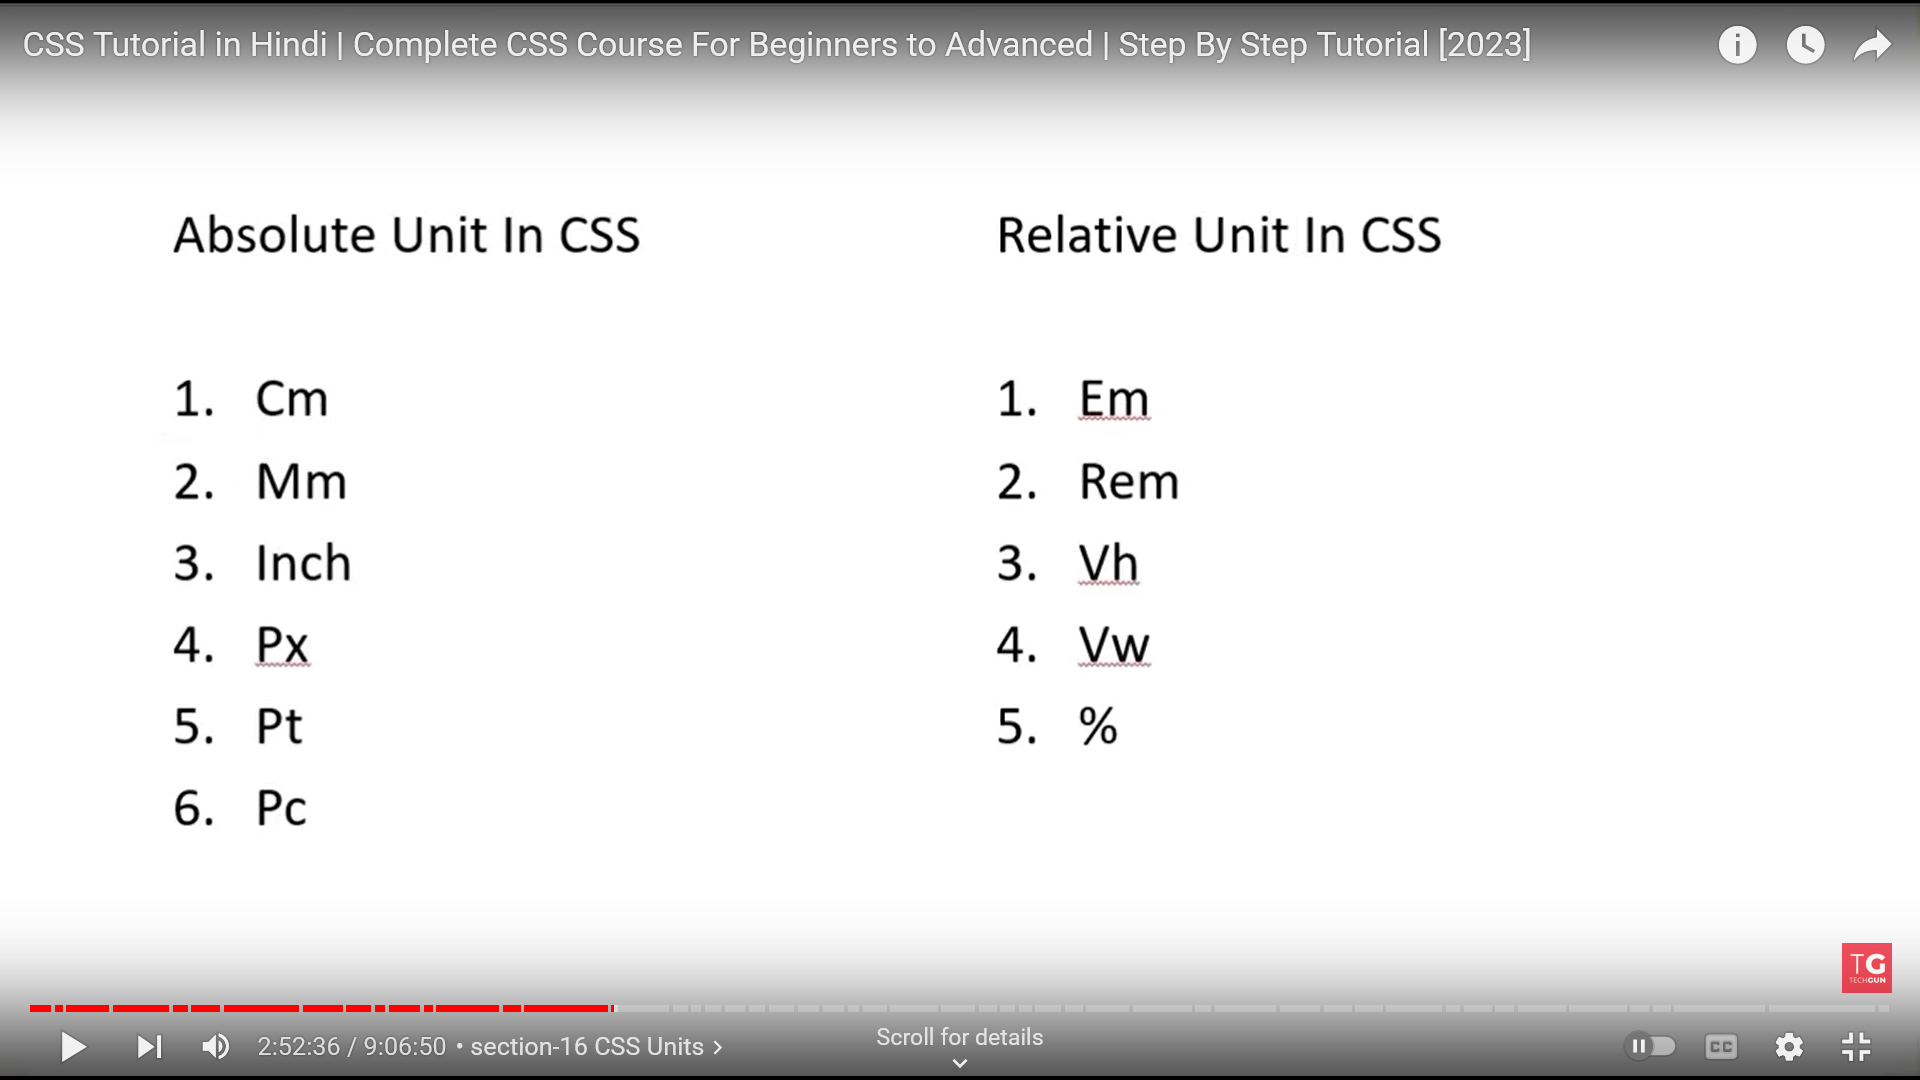 CSS Tutorial in Hindi | Complete CSS Course For Beginners to Advanced | Step By Step Tutorial [2023]
Absolute Unit In CSS
1. Cm
2. Mm
3. Inch
4. Px
5. Pt
6. Pc
Relative Unit In CSS
1. Em
2. Rem
3. Vh
4. Vw
5. %
TG
TECHGUN
2:52:36 / 9:06:50 • section-16 CSS Units >
Scroll for details
CC